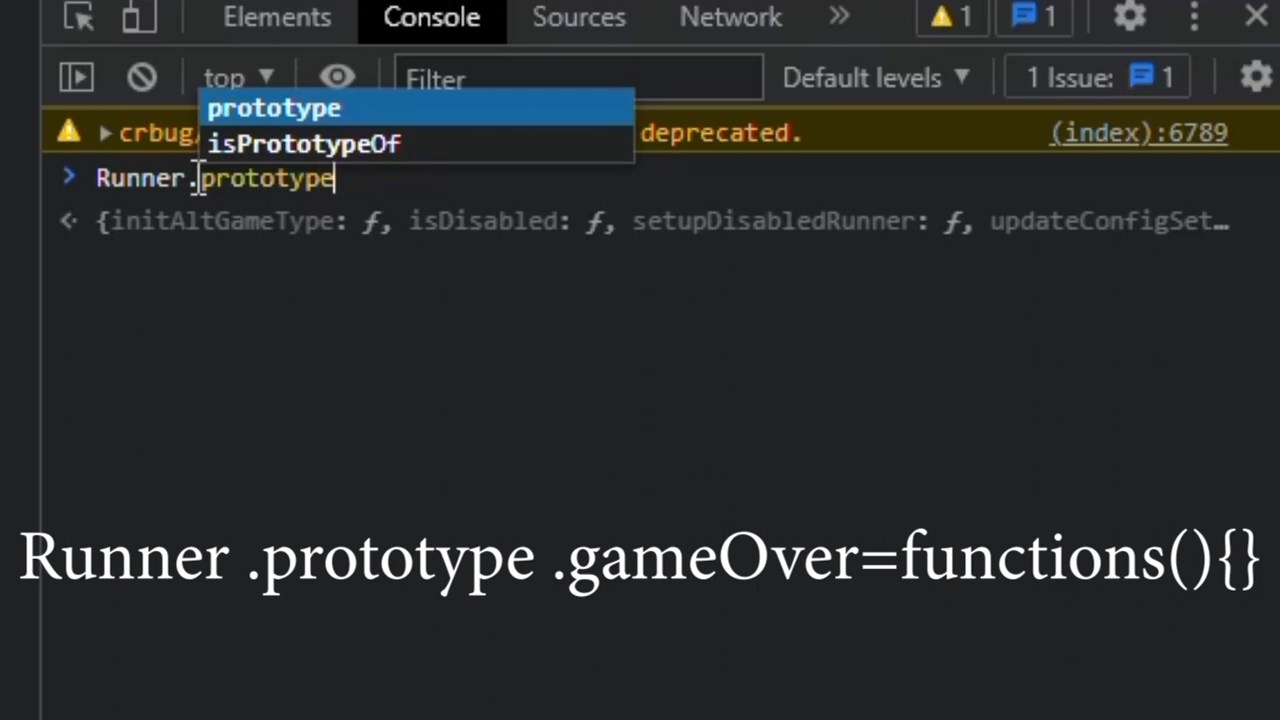 Elements Console Sources Network » 1 1
top ▼ Filter Default levels ▼ 1 Issue: 1
prototype
crbug/ deprecated. (index):6789
isPrototypeOf
> Runner.prototype
{initAltGameType: ƒ, isDisabled: ƒ, setupDisabledRunner: ƒ, updateConfigSet…
Runner .prototype .gameOver=functions(){}